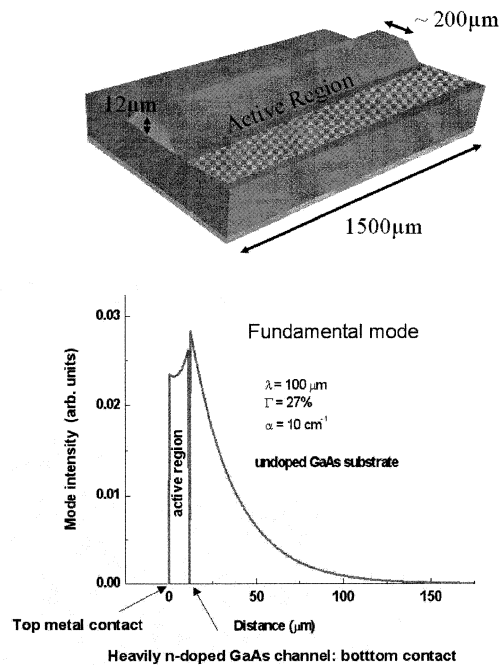 ~ 200µm
12µm
Active Region
1500µm
Fundamental mode
λ = 100 µm
Γ = 27%
α = 10 cm⁻¹
undoped GaAs substrate
Mode intensity (arb. units)
active region
0.03
0.02
0.01
0.00
0 50 100 150
Top metal contact
Distance (µm)
Heavily n-doped GaAs channel: botttom contact